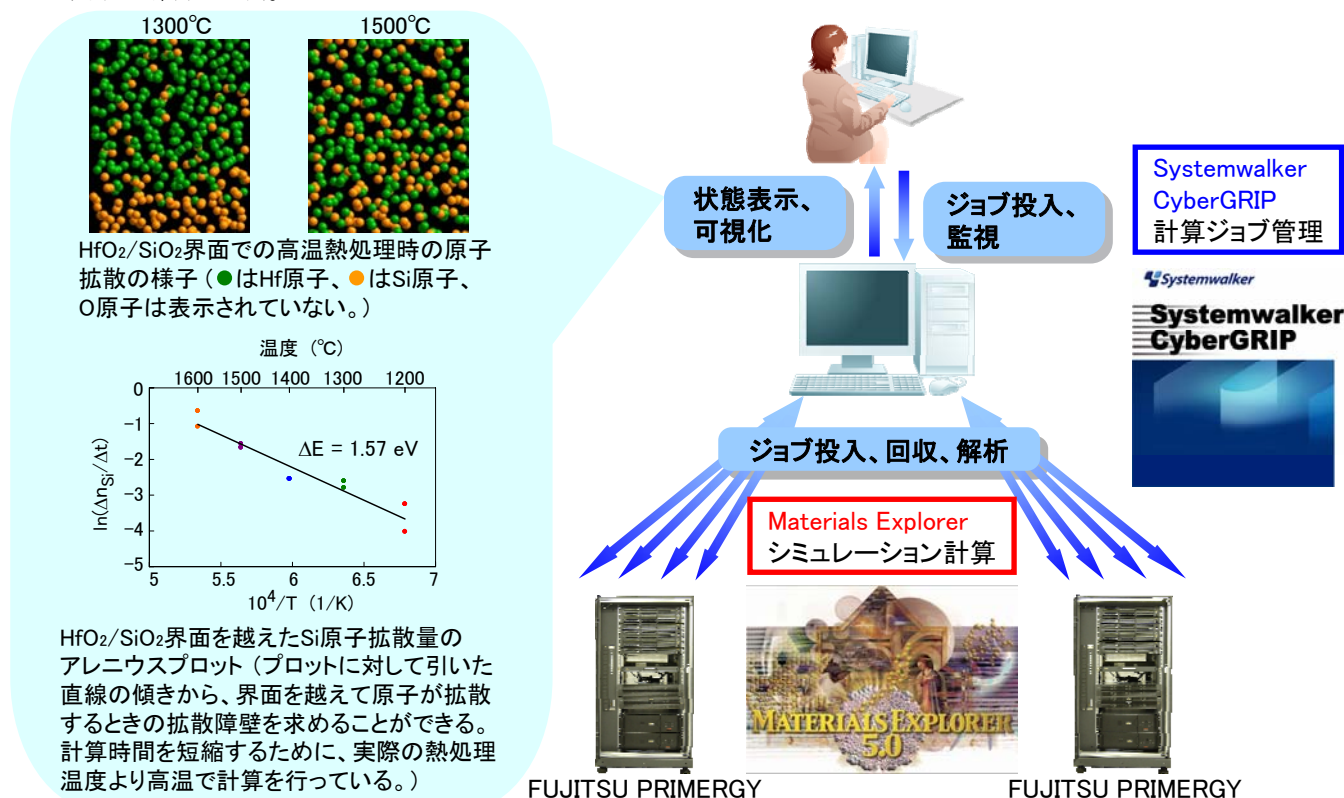 1300℃
1500℃
HfO₂/SiO₂界面での高温熱処理時の原子
拡散の様子（●はHf原子、●はSi原子、
O原子は表示されていない。）
温度 (℃)
1600 1500 1400 1300 1200
0
-1
-2
-3
-4
-5
ln(Δn_Si/Δt)
ΔE = 1.57 eV
5 5.5 6 6.5 7
10⁴/T (1/K)
HfO₂/SiO₂界面を越えたSi原子拡散量の
アレニウスプロット（プロットに対して引いた
直線の傾きから、界面を越えて原子が拡散
するときの拡散障壁を求めることができる。
計算時間を短縮するために、実際の熱処理
温度より高温で計算を行っている。）
状態表示、
可視化
ジョブ投入、
監視
ジョブ投入、回収、解析
Materials Explorer
シミュレーション計算
MATERIALS EXPLORER
5.0
FUJITSU PRIMERGY
FUJITSU PRIMERGY
Systemwalker
CyberGRIP
計算ジョブ管理
Systemwalker
Systemwalker
CyberGRIP